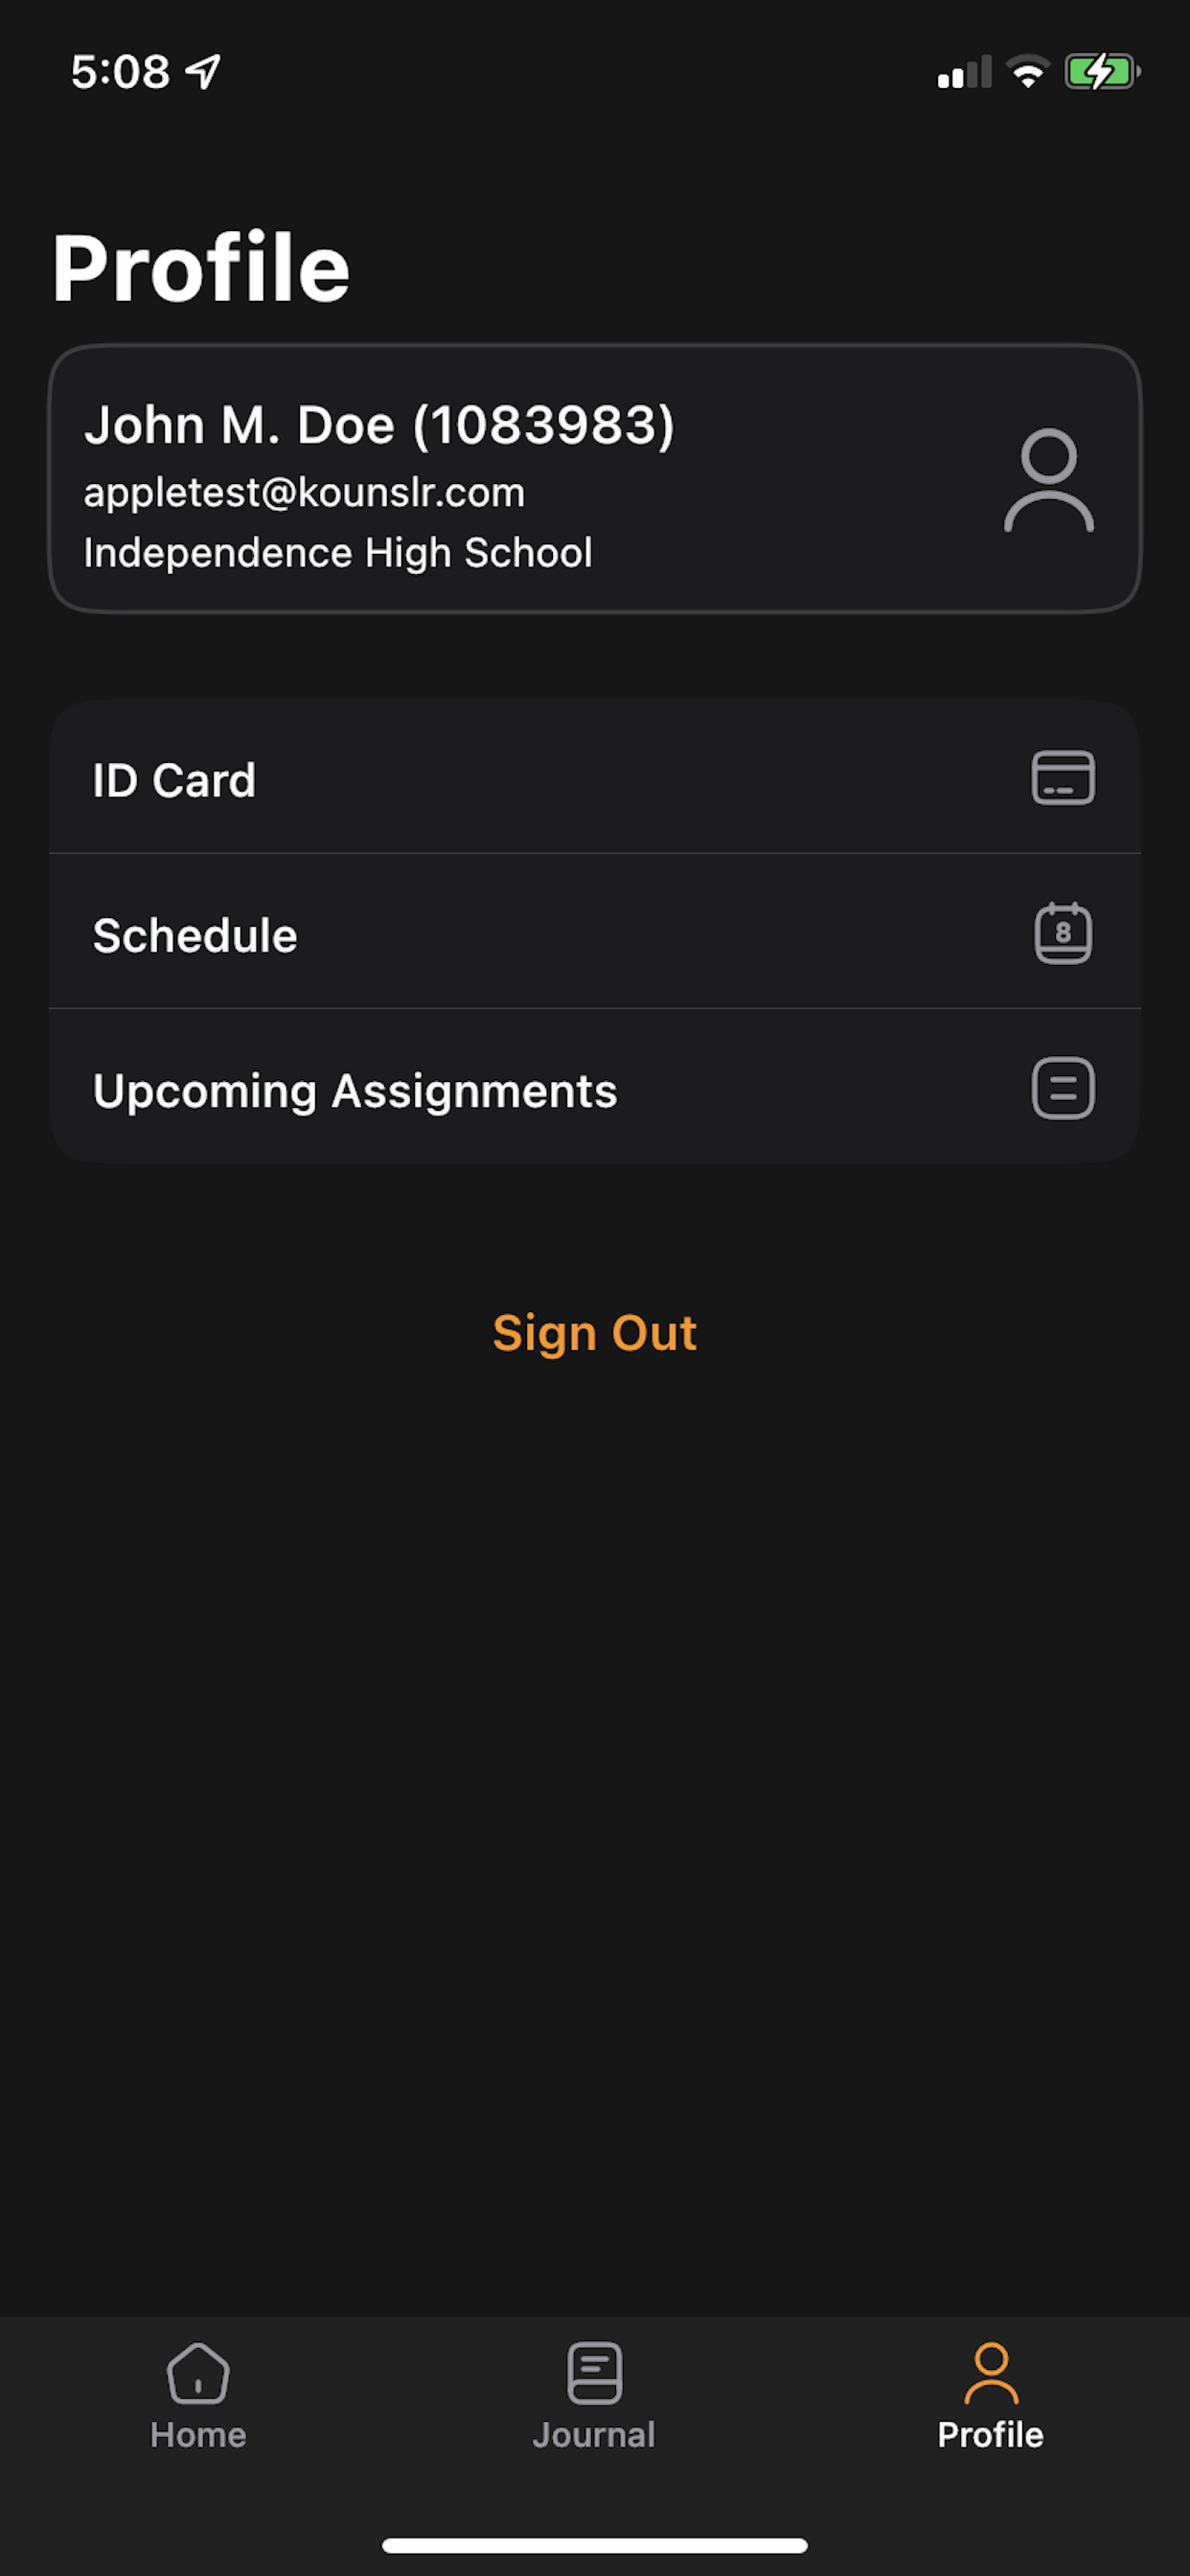 5:08
Profile
John M. Doe (1083983)
appletest@kounslr.com
Independence High School
ID Card
Schedule
8
Upcoming Assignments
Sign Out
Home
Journal
Profile